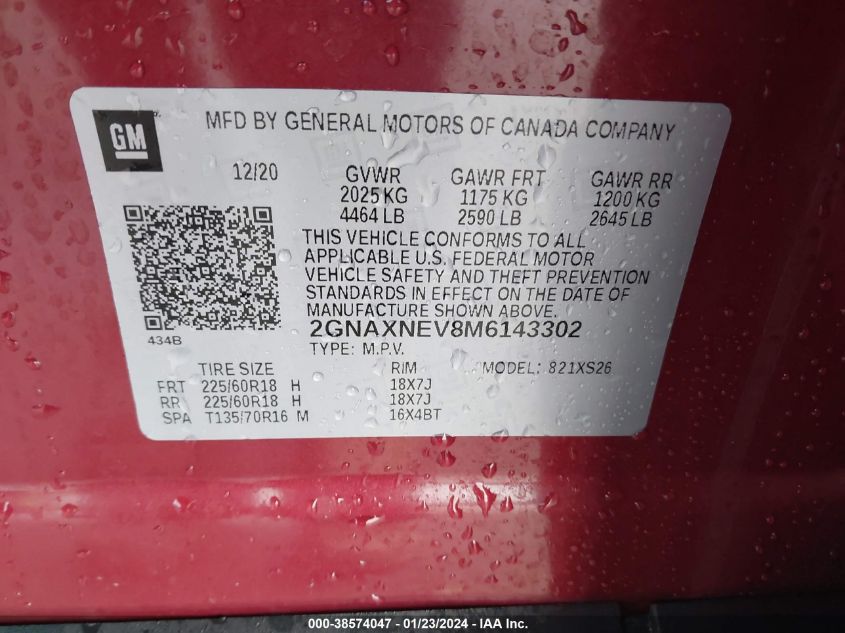 GM
MFD BY GENERAL MOTORS OF CANADA COMPANY
12/20 GVWR GAWR FRT GAWR RR
2025 KG 1175 KG 1200 KG
4464 LB 2590 LB 2645 LB
THIS VEHICLE CONFORMS TO ALL
APPLICABLE U.S. FEDERAL MOTOR
VEHICLE SAFETY AND THEFT PREVENTION
STANDARDS IN EFFECT ON THE DATE OF
MANUFACTURE SHOWN ABOVE.
2GNAXNEV8M6143302
434B
TYPE: M.P.V.
TIRE SIZE RIM MODEL: 821XS26
FRT 225/60R18 H 18X7J
RR 225/60R18 H 18X7J
SPA T135/70R16 M 16X4BT
000-38574047 - 01/23/2024 - IAA Inc.